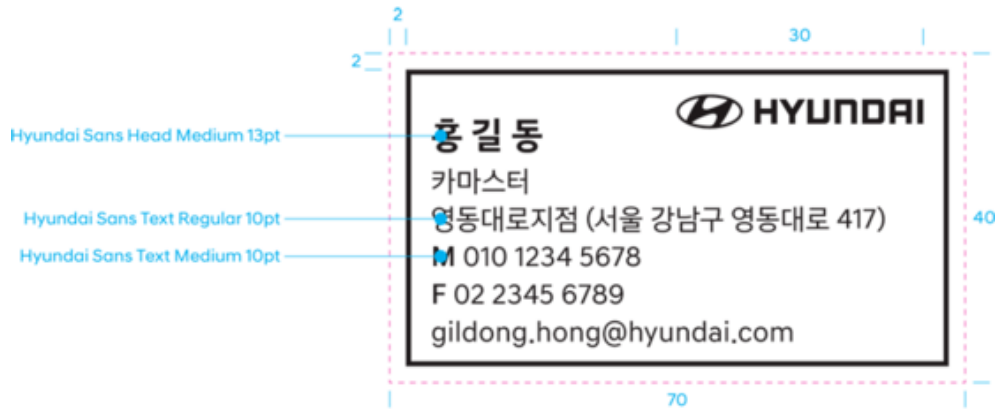 2
30
2
HYUNDAI
Hyundai Sans Head Medium 13pt
홍 길 동
카마스터
Hyundai Sans Text Regular 10pt
영동대로지점 (서울 강남구 영동대로 417)
40
Hyundai Sans Text Medium 10pt
M 010 1234 5678
F 02 2345 6789
gildong.hong@hyundai.com
70